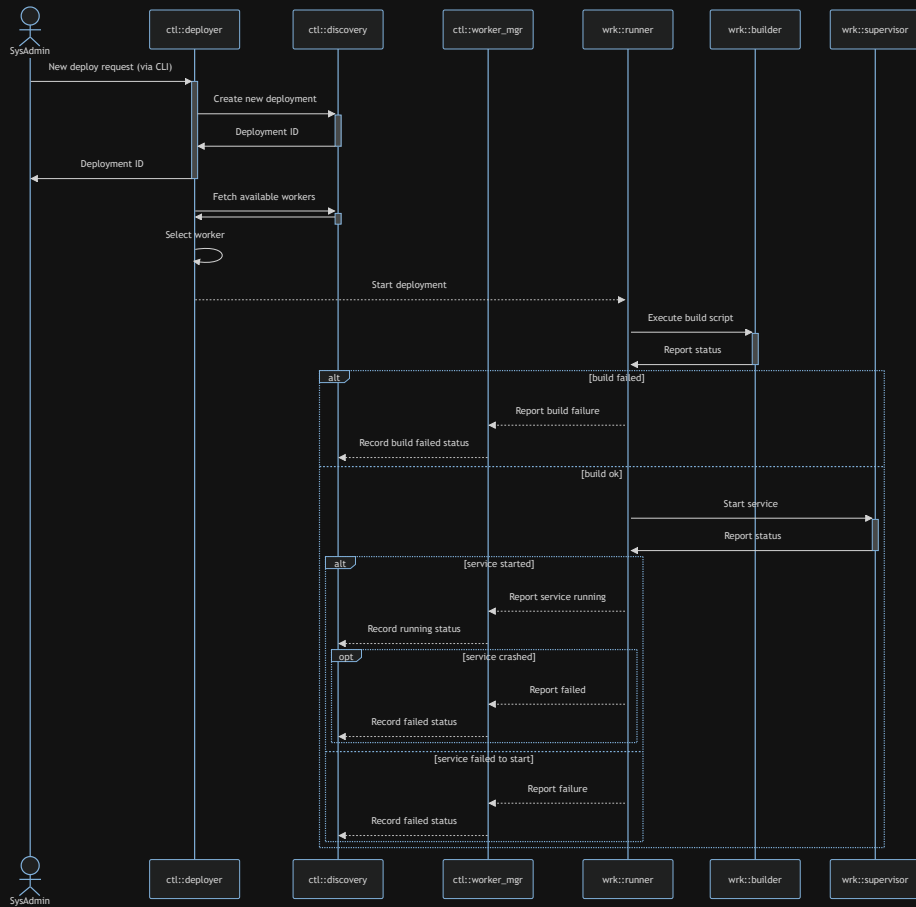 SysAdmin
ctl::deployer
ctl::discovery
ctl::worker_mgr
wrk::runner
wrk::builder
wrk::supervisor
New deploy request (via CLI)
Create new deployment
Deployment ID
Deployment ID
Fetch available workers
Select worker
Start deployment
Execute build script
Report status
alt
[build failed]
Report build failure
Record build failed status
[build ok]
Start service
Report status
alt
[service started]
Report service running
Record running status
opt
[service crashed]
Report failed
Record failed status
[service failed to start]
Report failure
Record failed status
SysAdmin
ctl::deployer
ctl::discovery
ctl::worker_mgr
wrk::runner
wrk::builder
wrk::supervisor